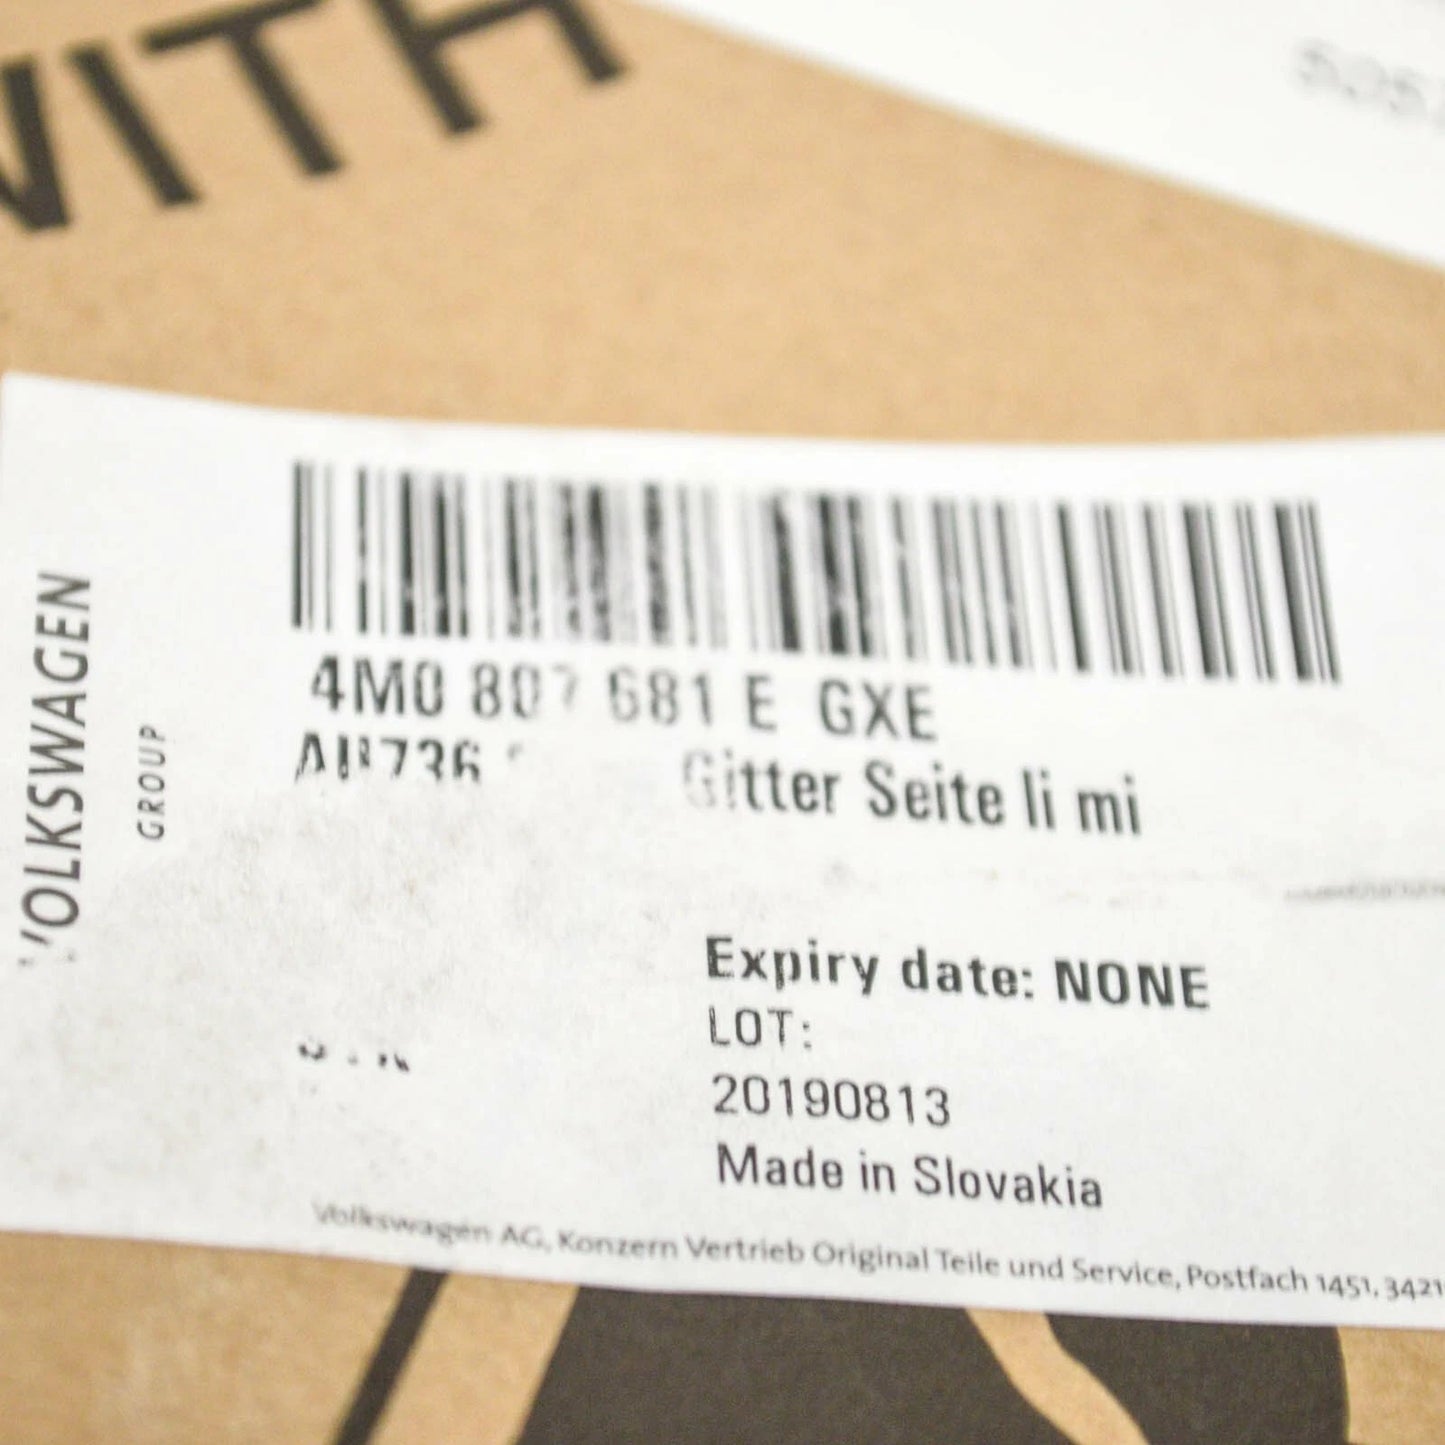 WITH
VOLKSWAGEN
GROUP
4M0 807 681 E GXE
Gitter Seite li mi
Expiry date: NONE
LOT:
20190813
Made in Slovakia
Volkswagen AG, Konzern Vertrieb Original Teile und Service, Postfach 1451, 3421